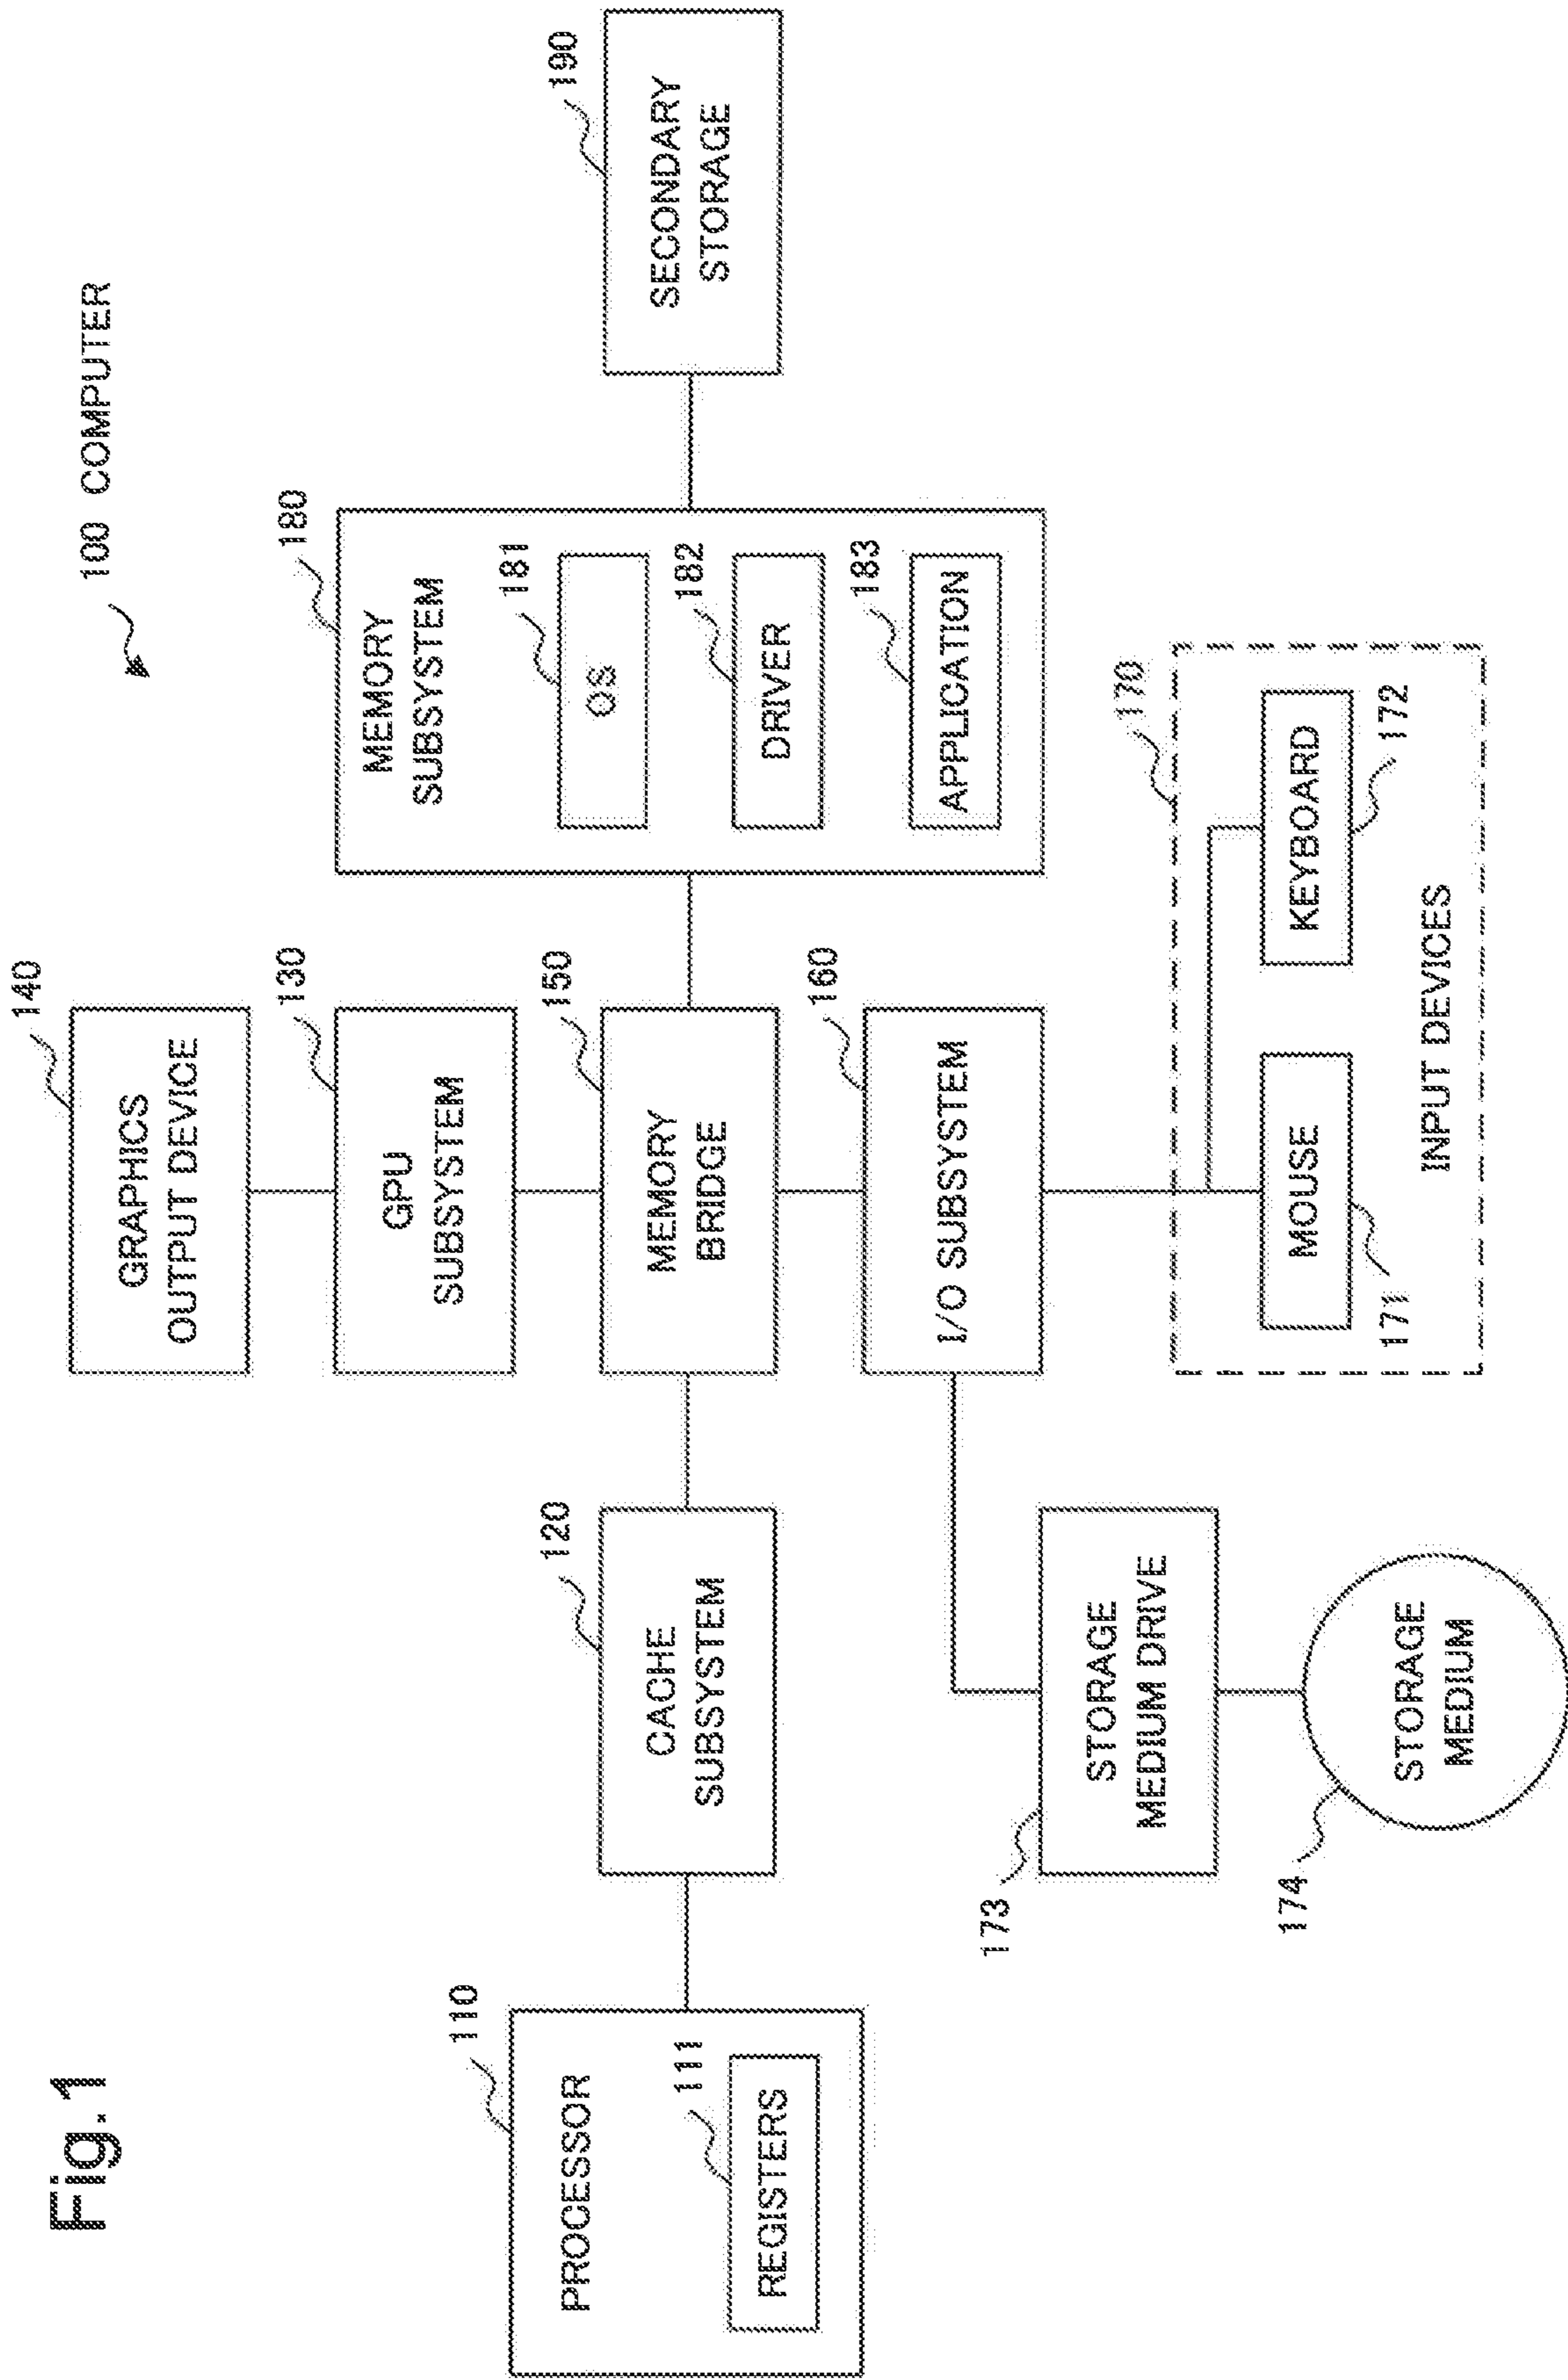 Fig.1
100 COMPUTER
140
GRAPHICS
OUTPUT DEVICE
130
GPU
SUBSYSTEM
180
MEMORY
SUBSYSTEM
181
OS
182
DRIVER
183
APPLICATION
110
PROCESSOR
111
REGISTERS
120
CACHE
SUBSYSTEM
150
MEMORY
BRIDGE
190
SECONDARY
STORAGE
160
I/O SUBSYSTEM
173
STORAGE
MEDIUM DRIVE
174
STORAGE
MEDIUM
170
MOUSE
171
KEYBOARD
172
INPUT DEVICES